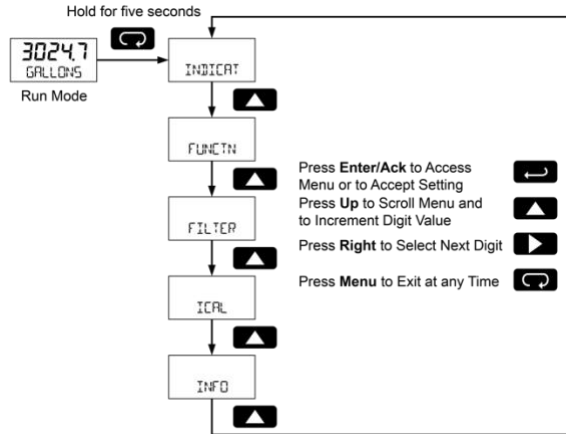 Hold for five seconds
3024.7
GALLONS
Run Mode
INDICAT
FUNCTN
FILTER
ICAL
INFO
Press Enter/Ack to Access
Menu or to Accept Setting
Press Up to Scroll Menu and
to Increment Digit Value
Press Right to Select Next Digit
Press Menu to Exit at any Time